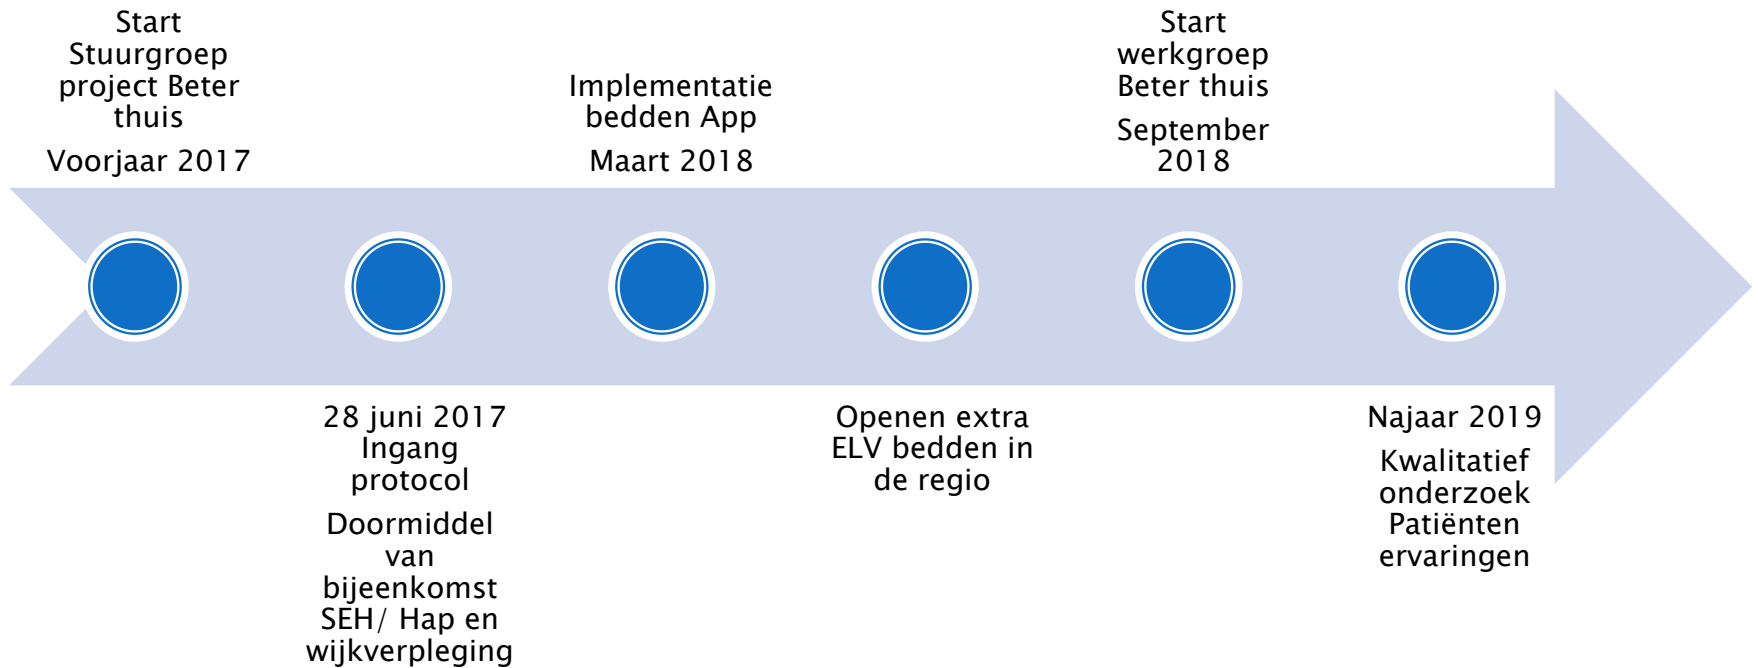 Start
Stuurgroep
project Beter
thuis
Voorjaar 2017
28 juni 2017
Ingang
protocol
Doormiddel
van
bijeenkomst
SEH/ Hap en
wijkverpleging
Implementatie
bedden App
Maart 2018
Openen extra
ELV bedden in
de regio
Start
werkgroep
Beter thuis
September
2018
Najaar 2019
Kwalitatief
onderzoek
Patiënten
ervaringen